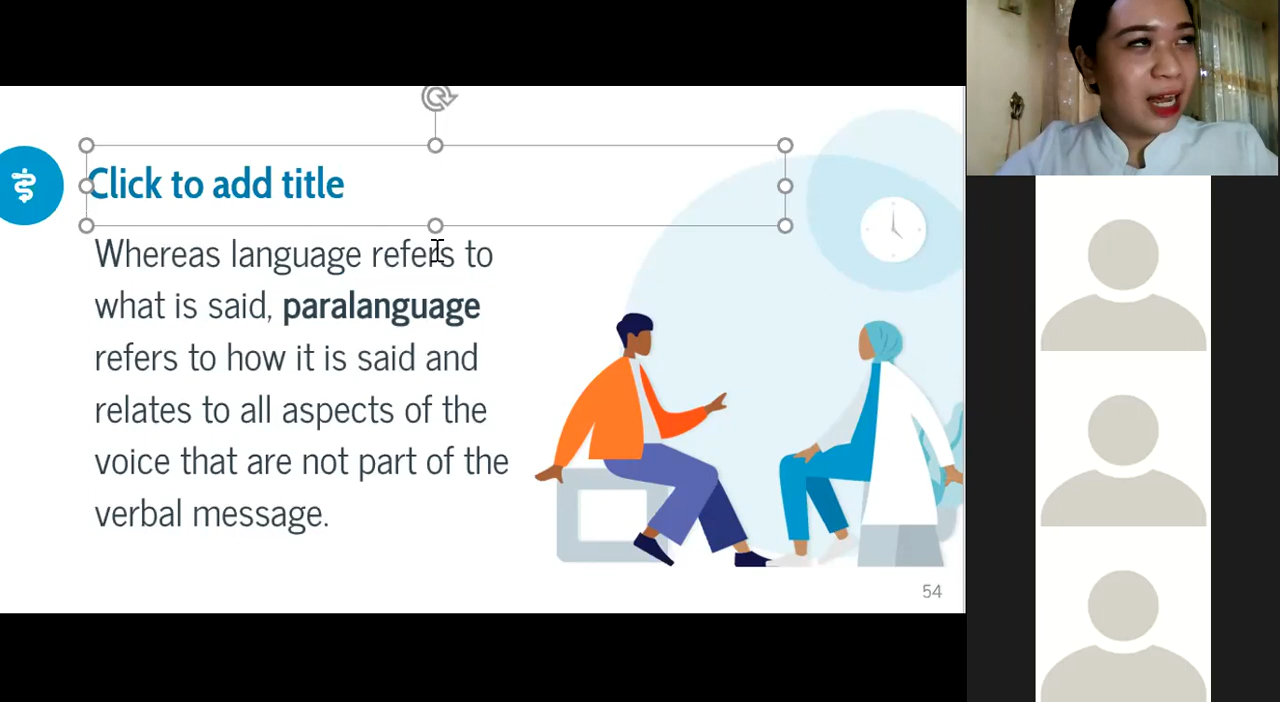 Click to add title
Whereas language refers to
what is said, paralanguage
refers to how it is said and
relates to all aspects of the
voice that are not part of the
verbal message.
54